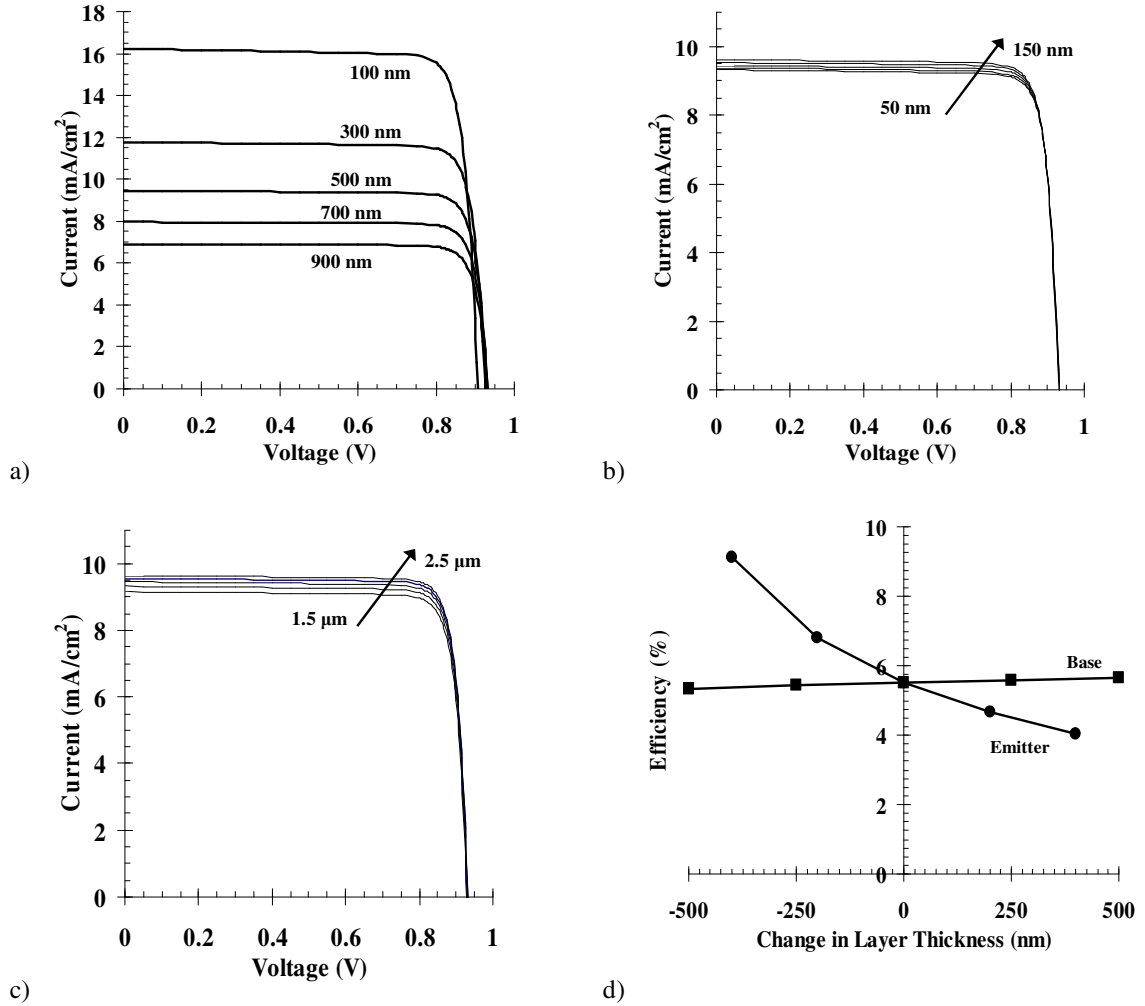 18
16
14
12
10
8
6
4
2
0
Current (mA/cm²)
100 nm
300 nm
500 nm
700 nm
900 nm
0 0.2 0.4 0.6 0.8 1
Voltage (V)
a)
10
8
6
4
2
0
Current (mA/cm²)
150 nm
50 nm
0 0.2 0.4 0.6 0.8 1
Voltage (V)
b)
10
8
6
4
2
0
Current (mA/cm²)
2.5 µm
1.5 µm
0 0.2 0.4 0.6 0.8 1
Voltage (V)
c)
10
8
6
4
2
0
Efficiency (%)
Base
Emitter
-500 -250 0 250 500
Change in Layer Thickness (nm)
d)